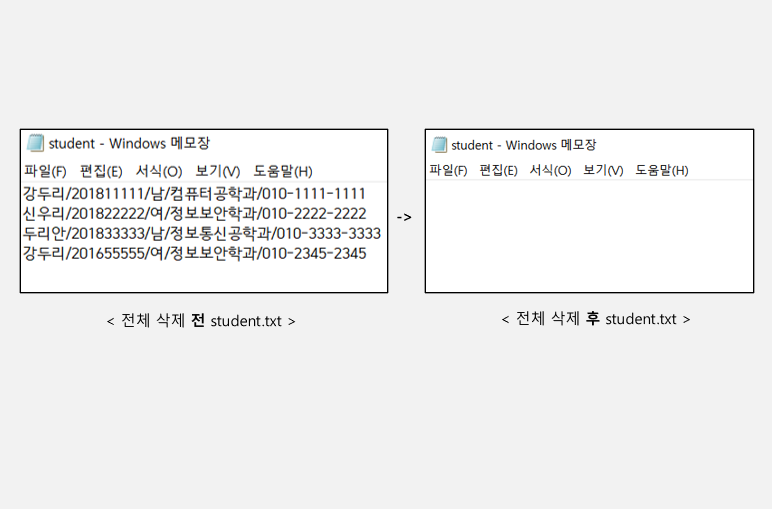 student - Windows 메모장
파일(F) 편집(E) 서식(O) 보기(V) 도움말(H)
강두리/201811111/남/컴퓨터공학과/010-1111-1111
신우리/201822222/여/정보보안학과/010-2222-2222
두리안/201833333/남/정보통신공학과/010-3333-3333
강두리/201655555/여/정보보안학과/010-2345-2345
< 전체 삭제 전 student.txt >
->
student - Windows 메모장
파일(F) 편집(E) 서식(O) 보기(V) 도움말(H)
< 전체 삭제 후 student.txt >